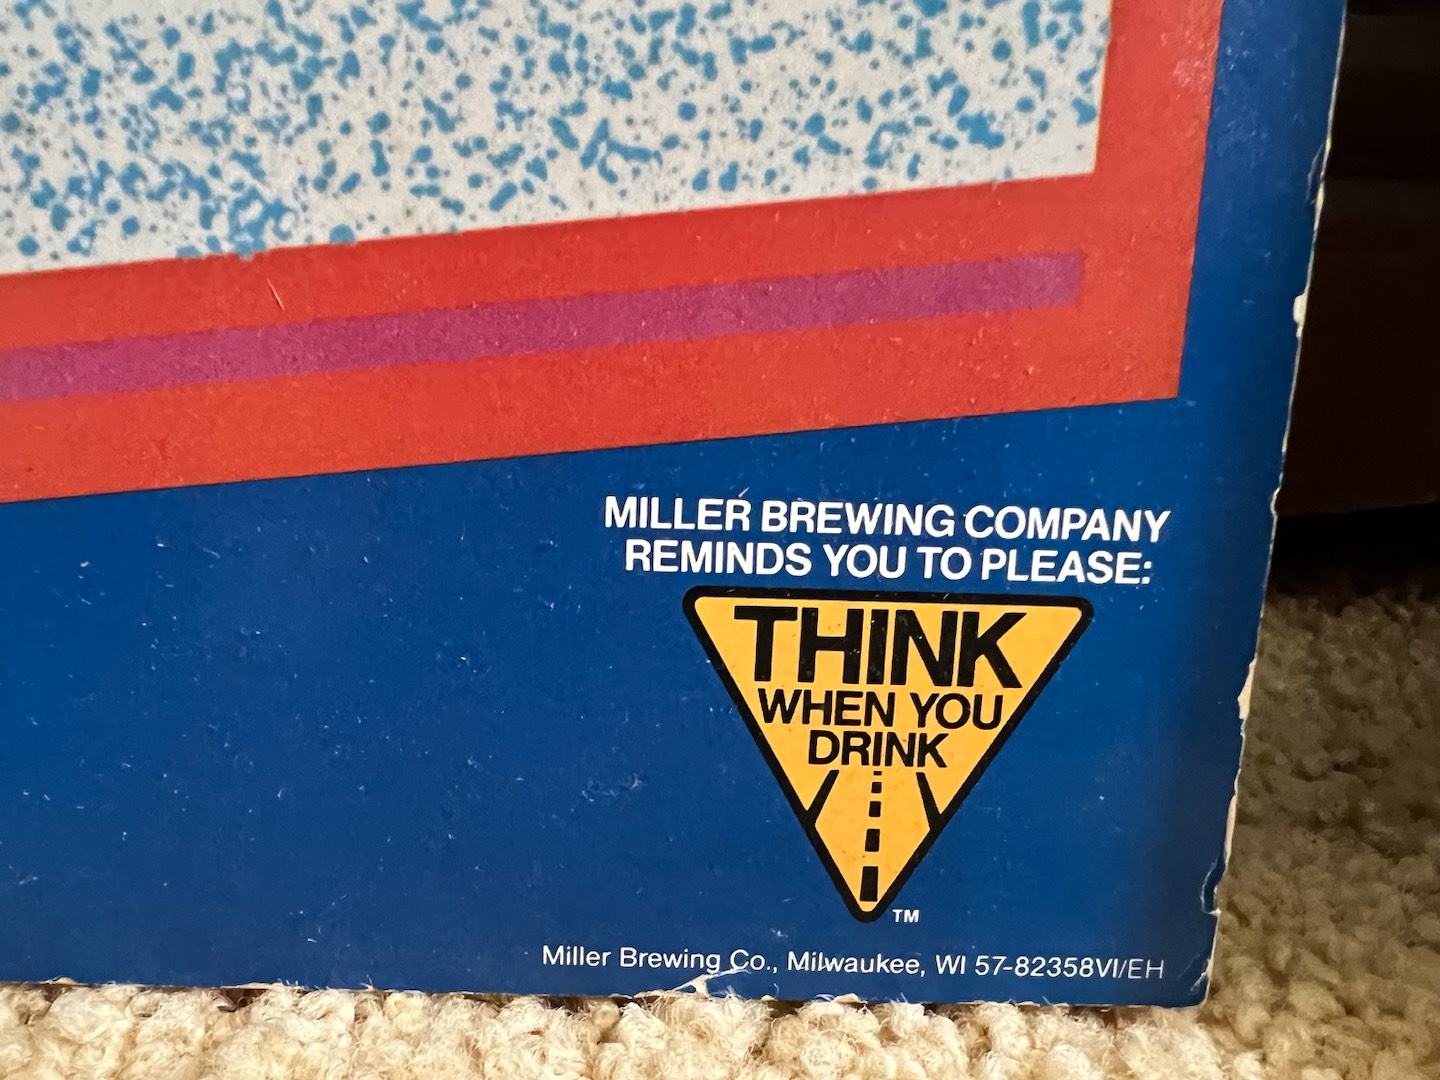 MILLER BREWING COMPANY
REMINDS YOU TO PLEASE:
THINK
WHEN YOU
DRINK
TM
Miller Brewing Co., Milwaukee, WI 57-82358VI/EH